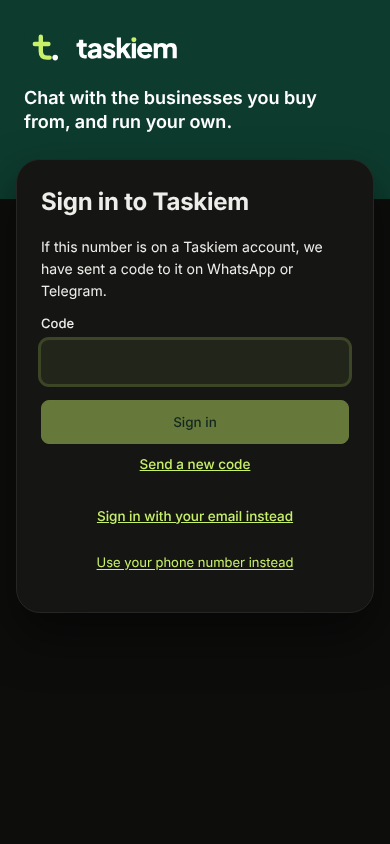 taskiem
Chat with the businesses you buy
from, and run your own.
Sign in to Taskiem
If this number is on a Taskiem account, we
have sent a code to it on WhatsApp or
Telegram.
Code
Sign in
Send a new code
Sign in with your email instead
Use your phone number instead